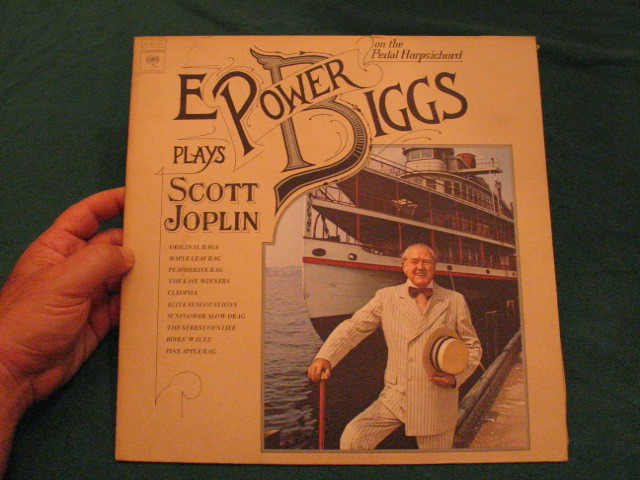 on the
Pedal Harpsichord
E POWER BIGGS
PLAYS
SCOTT
JOPLIN
ORIGINAL RAGS
MAPLE LEAF RAG
PEACHERINE RAG
THE EASY WINNERS
CLEOPHA
ELITE SYNCOPATIONS
SUNFLOWER SLOW DRAG
THE STRENUOUS LIFE
BINKS' WALTZ
PINE APPLE RAG